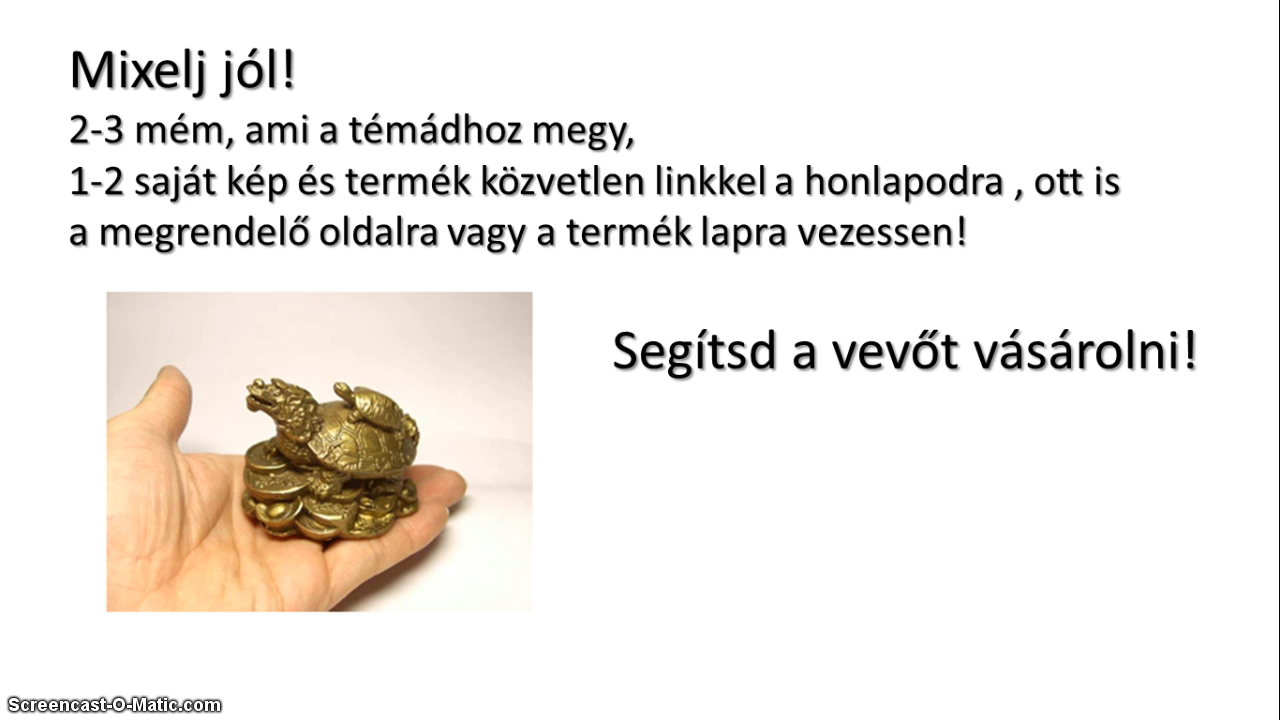 Mixelj jól!
2-3 mém, ami a témádhoz megy,
1-2 saját kép és termék közvetlen linkkel a honlapodra , ott is
a megrendelő oldalra vagy a termék lapra vezessen!
Segítsd a vevőt vásárolni!
Screencast-O-Matic.com